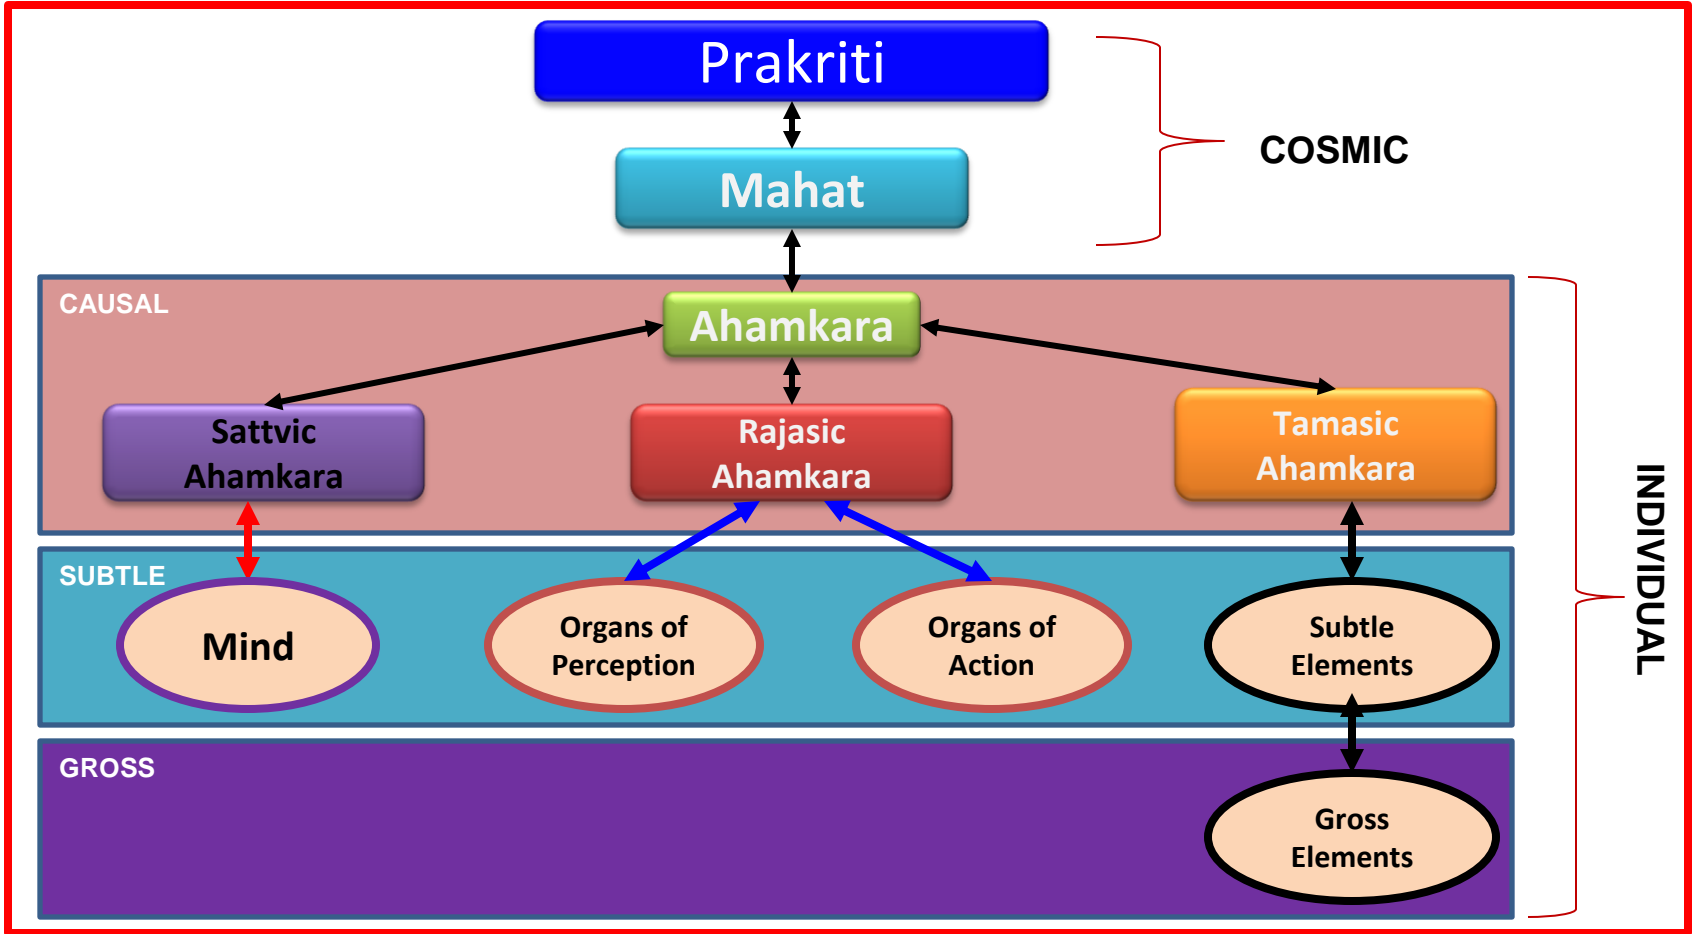 Prakriti
COSMIC
Mahat
CAUSAL
Ahamkara
Sattvic
Ahamkara
Rajasic
Ahamkara
Tamasic
Ahamkara
INDIVIDUAL
SUBTLE
Mind
Organs of
Perception
Organs of
Action
Subtle
Elements
GROSS
Gross
Elements